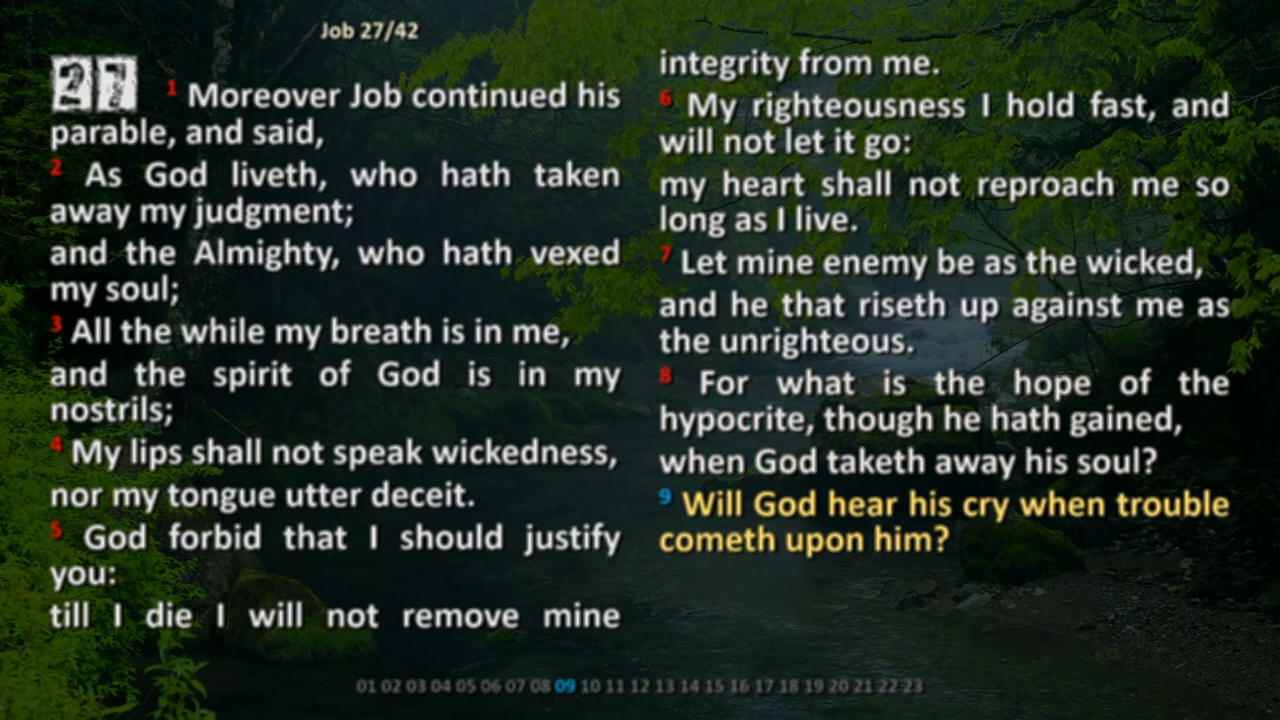 Job 27/42
27 1 Moreover Job continued his
parable, and said,
2 As God liveth, who hath taken
away my judgment;
and the Almighty, who hath vexed
my soul;
3 All the while my breath is in me,
and the spirit of God is in my
nostrils;
4 My lips shall not speak wickedness,
nor my tongue utter deceit.
5 God forbid that I should justify
you:
till I die I will not remove mine
integrity from me.
6 My righteousness I hold fast, and
will not let it go:
my heart shall not reproach me so
long as I live.
7 Let mine enemy be as the wicked,
and he that riseth up against me as
the unrighteous.
8 For what is the hope of the
hypocrite, though he hath gained,
when God taketh away his soul?
9 Will God hear his cry when trouble
cometh upon him?
01 02 03 04 05 06 07 08 09 10 11 12 13 14 15 16 17 18 19 20 21 22 23